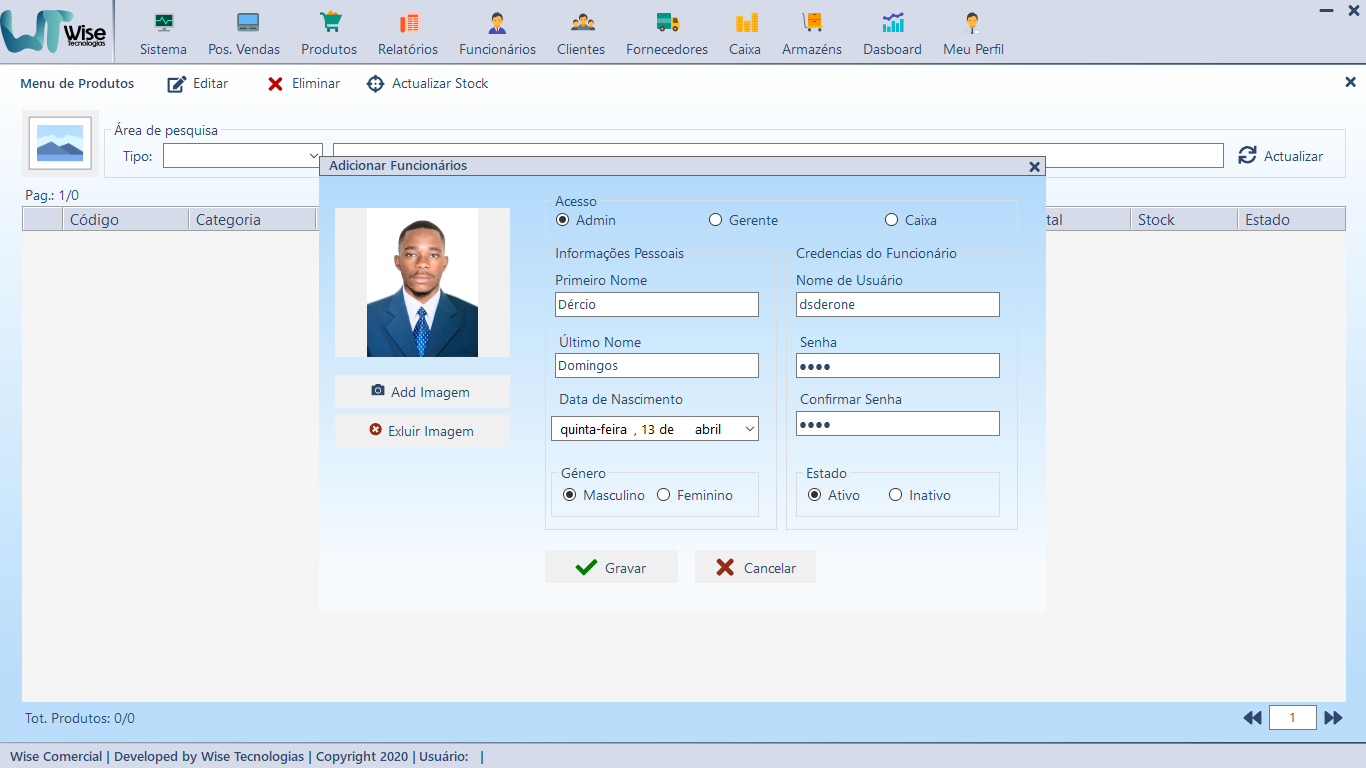 Wise
Tecnologias
Sistema
Pos. Vendas
Produtos
Relatórios
Funcionários
Clientes
Fornecedores
Caixa
Armazéns
Dasboard
Meu Perfil
Menu de Produtos
Editar
Eliminar
Actualizar Stock
Área de pesquisa
Tipo:
Actualizar
Pag.: 1/0
Código
Categoria
tal
Stock
Estado
Adicionar Funcionários
Add Imagem
Exluir Imagem
Acesso
Admin
Gerente
Caixa
Informações Pessoais
Primeiro Nome
Dércio
Último Nome
Domingos
Data de Nascimento
quinta-feira , 13 de abril
Género
Masculino
Feminino
Credencias do Funcionário
Nome de Usuário
dsderone
Senha
●●●●
Confirmar Senha
●●●●
Estado
Ativo
Inativo
Gravar
Cancelar
Tot. Produtos: 0/0
1
Wise Comercial | Developed by Wise Tecnologias | Copyright 2020 | Usuário: |